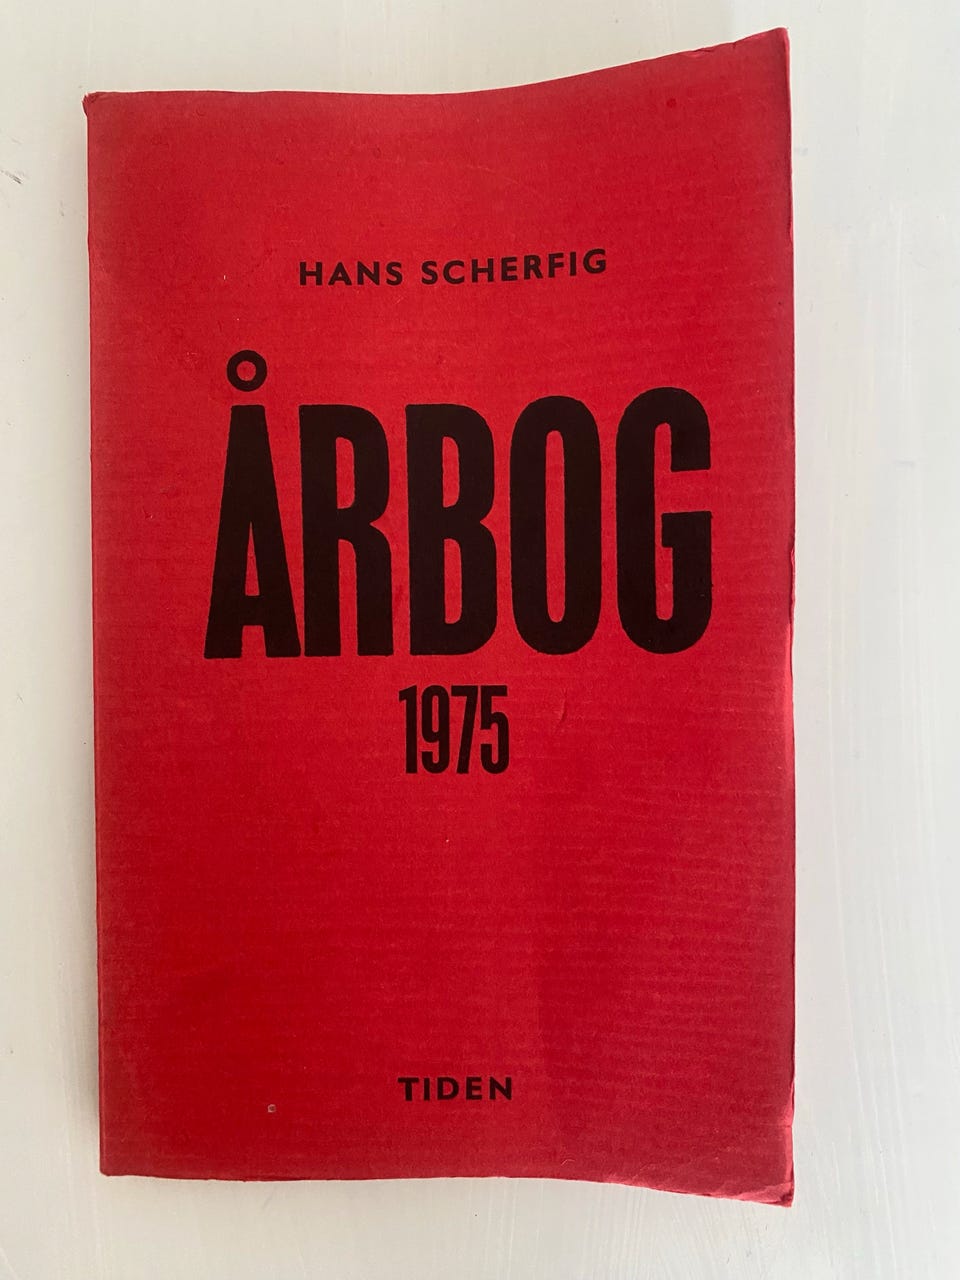 HANS SCHERFIG
ÅRBOG
1975
TIDEN